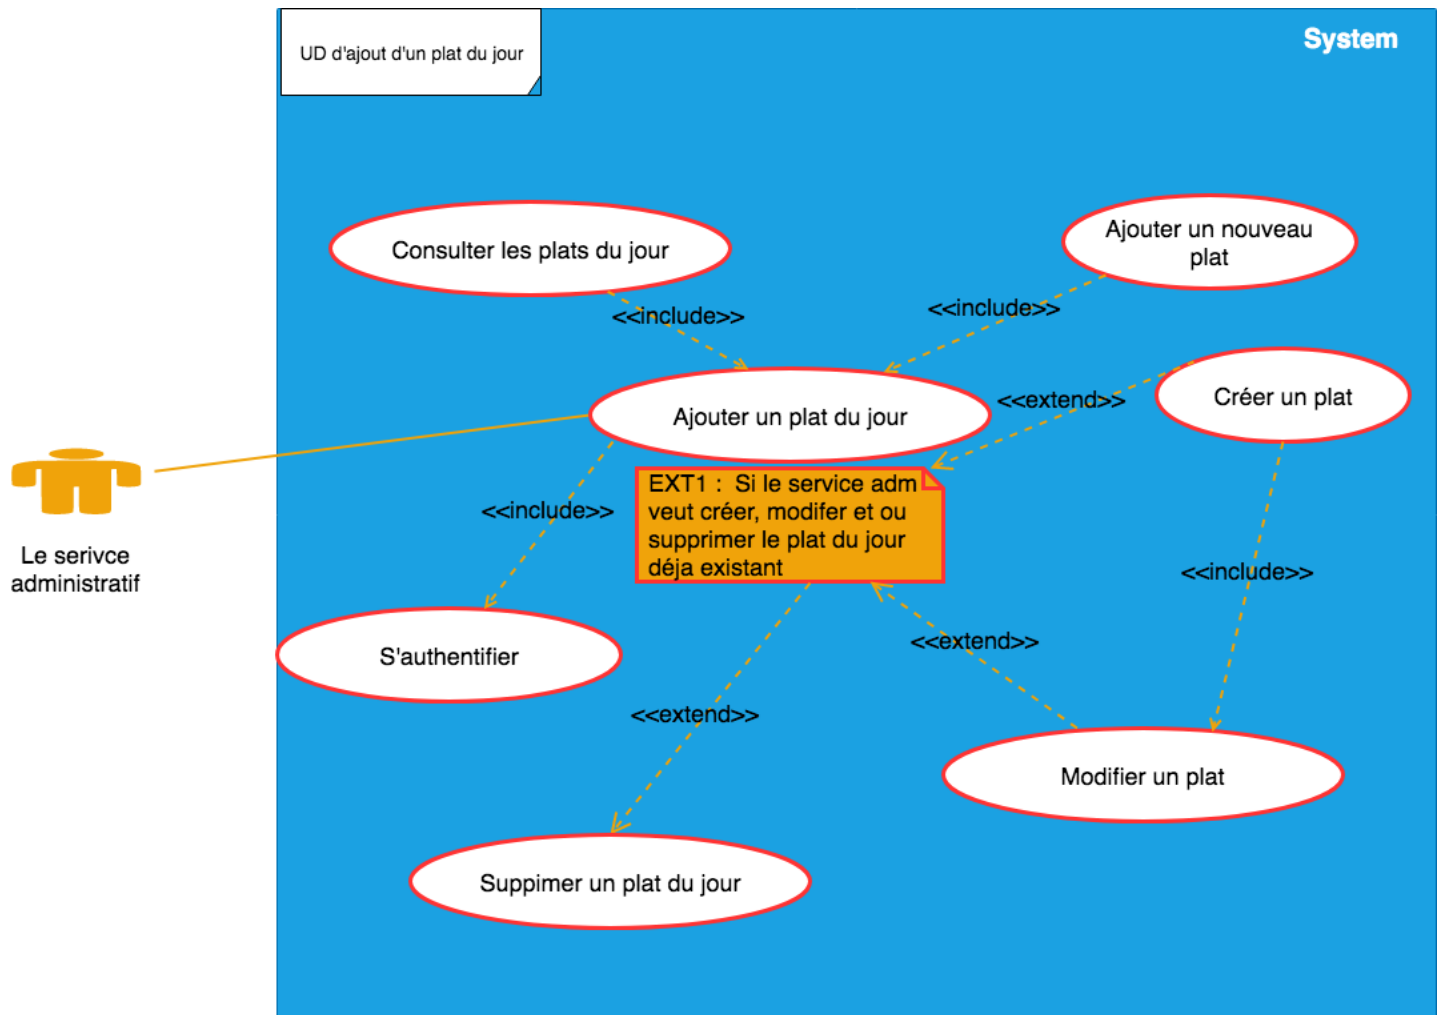 UD d'ajout d'un plat du jour
System
Consulter les plats du jour
Ajouter un nouveau
plat
<<include>>
<<include>>
Ajouter un plat du jour
<<extend>>
Créer un plat
EXT1 :  Si le service adm
veut créer, modifer et ou
supprimer le plat du jour
déja existant
<<include>>
Le serivce
administratif
<<include>>
S'authentifier
<<extend>>
<<extend>>
Modifier un plat
Suppimer un plat du jour